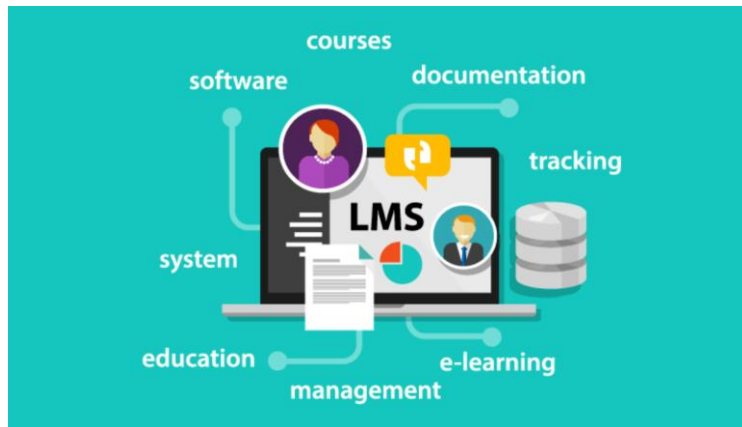 courses
software
documentation
tracking
LMS
system
education
e-learning
management